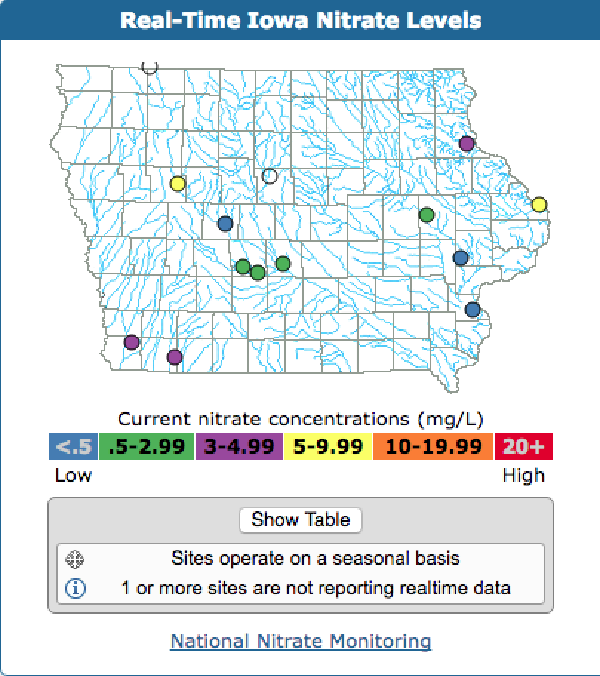 Real-Time Iowa Nitrate Levels
Current nitrate concentrations (mg/L)
<.5 .5-2.99 3-4.99 5-9.99 10-19.99 20+
Low High
Show Table
Sites operate on a seasonal basis
1 or more sites are not reporting realtime data
National Nitrate Monitoring